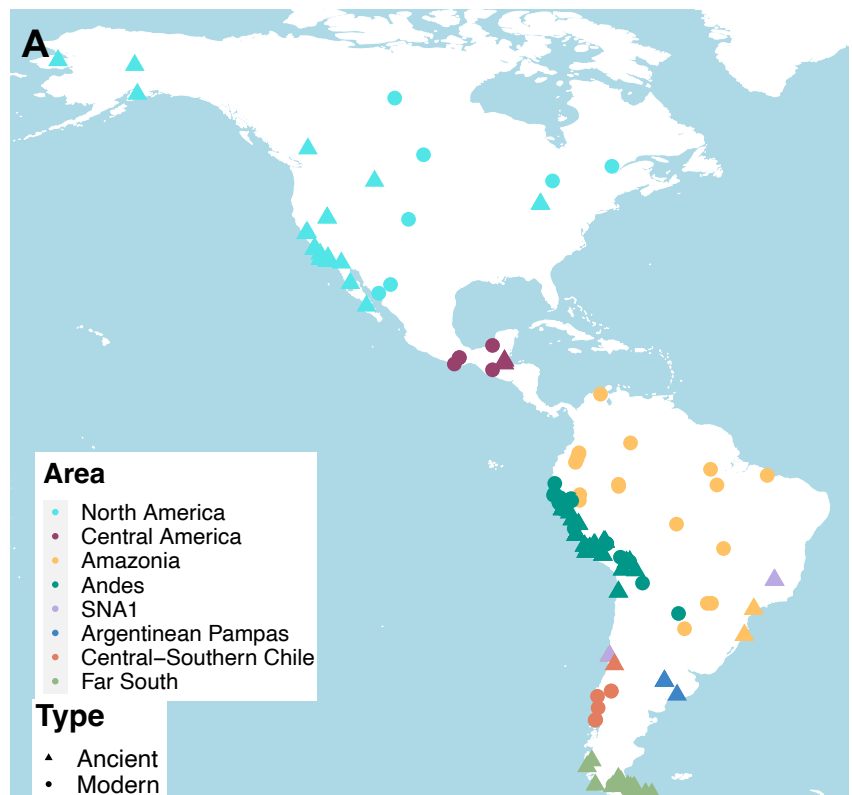 A
Area
North America
Central America
Amazonia
Andes
SNA1
Argentinean Pampas
Central−Southern Chile
Far South
Type
Ancient
Modern